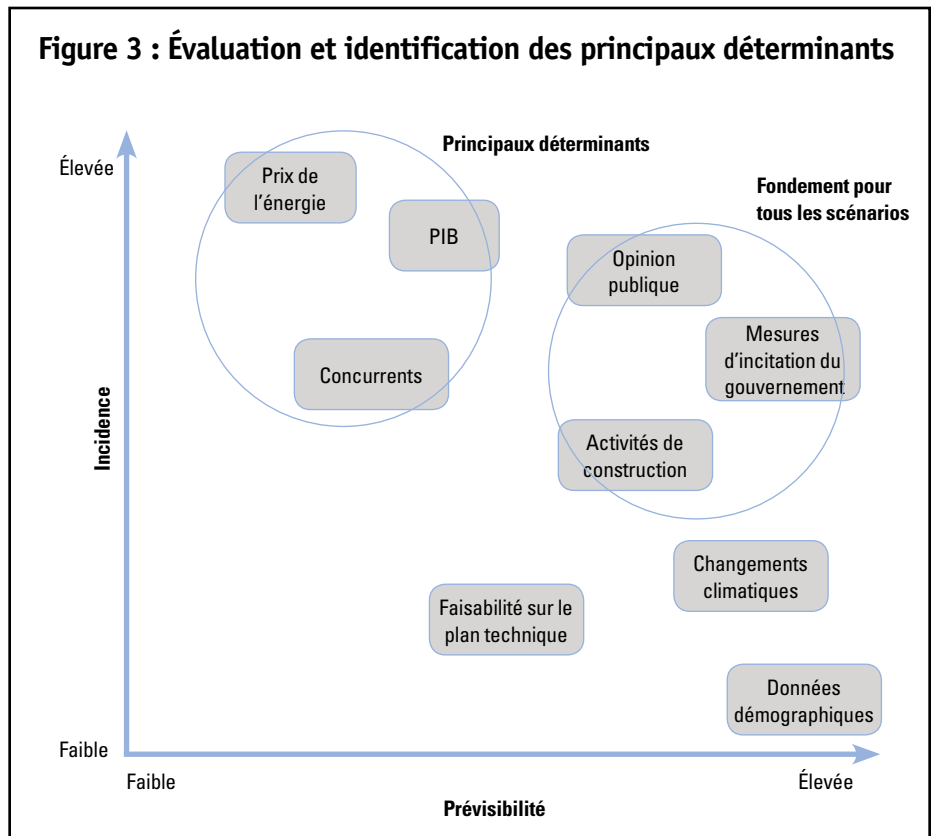 Figure 3 : Évaluation et identification des principaux déterminants
Principaux déterminants
Élevée
Prix de
l'énergie
Fondement pour
tous les scénarios
PIB
Opinion
publique
Mesures
d'incitation du
gouvernement
Concurrents
Incidence
Activités de
construction
Changements
climatiques
Faisabilité sur le
plan technique
Données
démographiques
Faible
Faible
Élevée
Prévisibilité